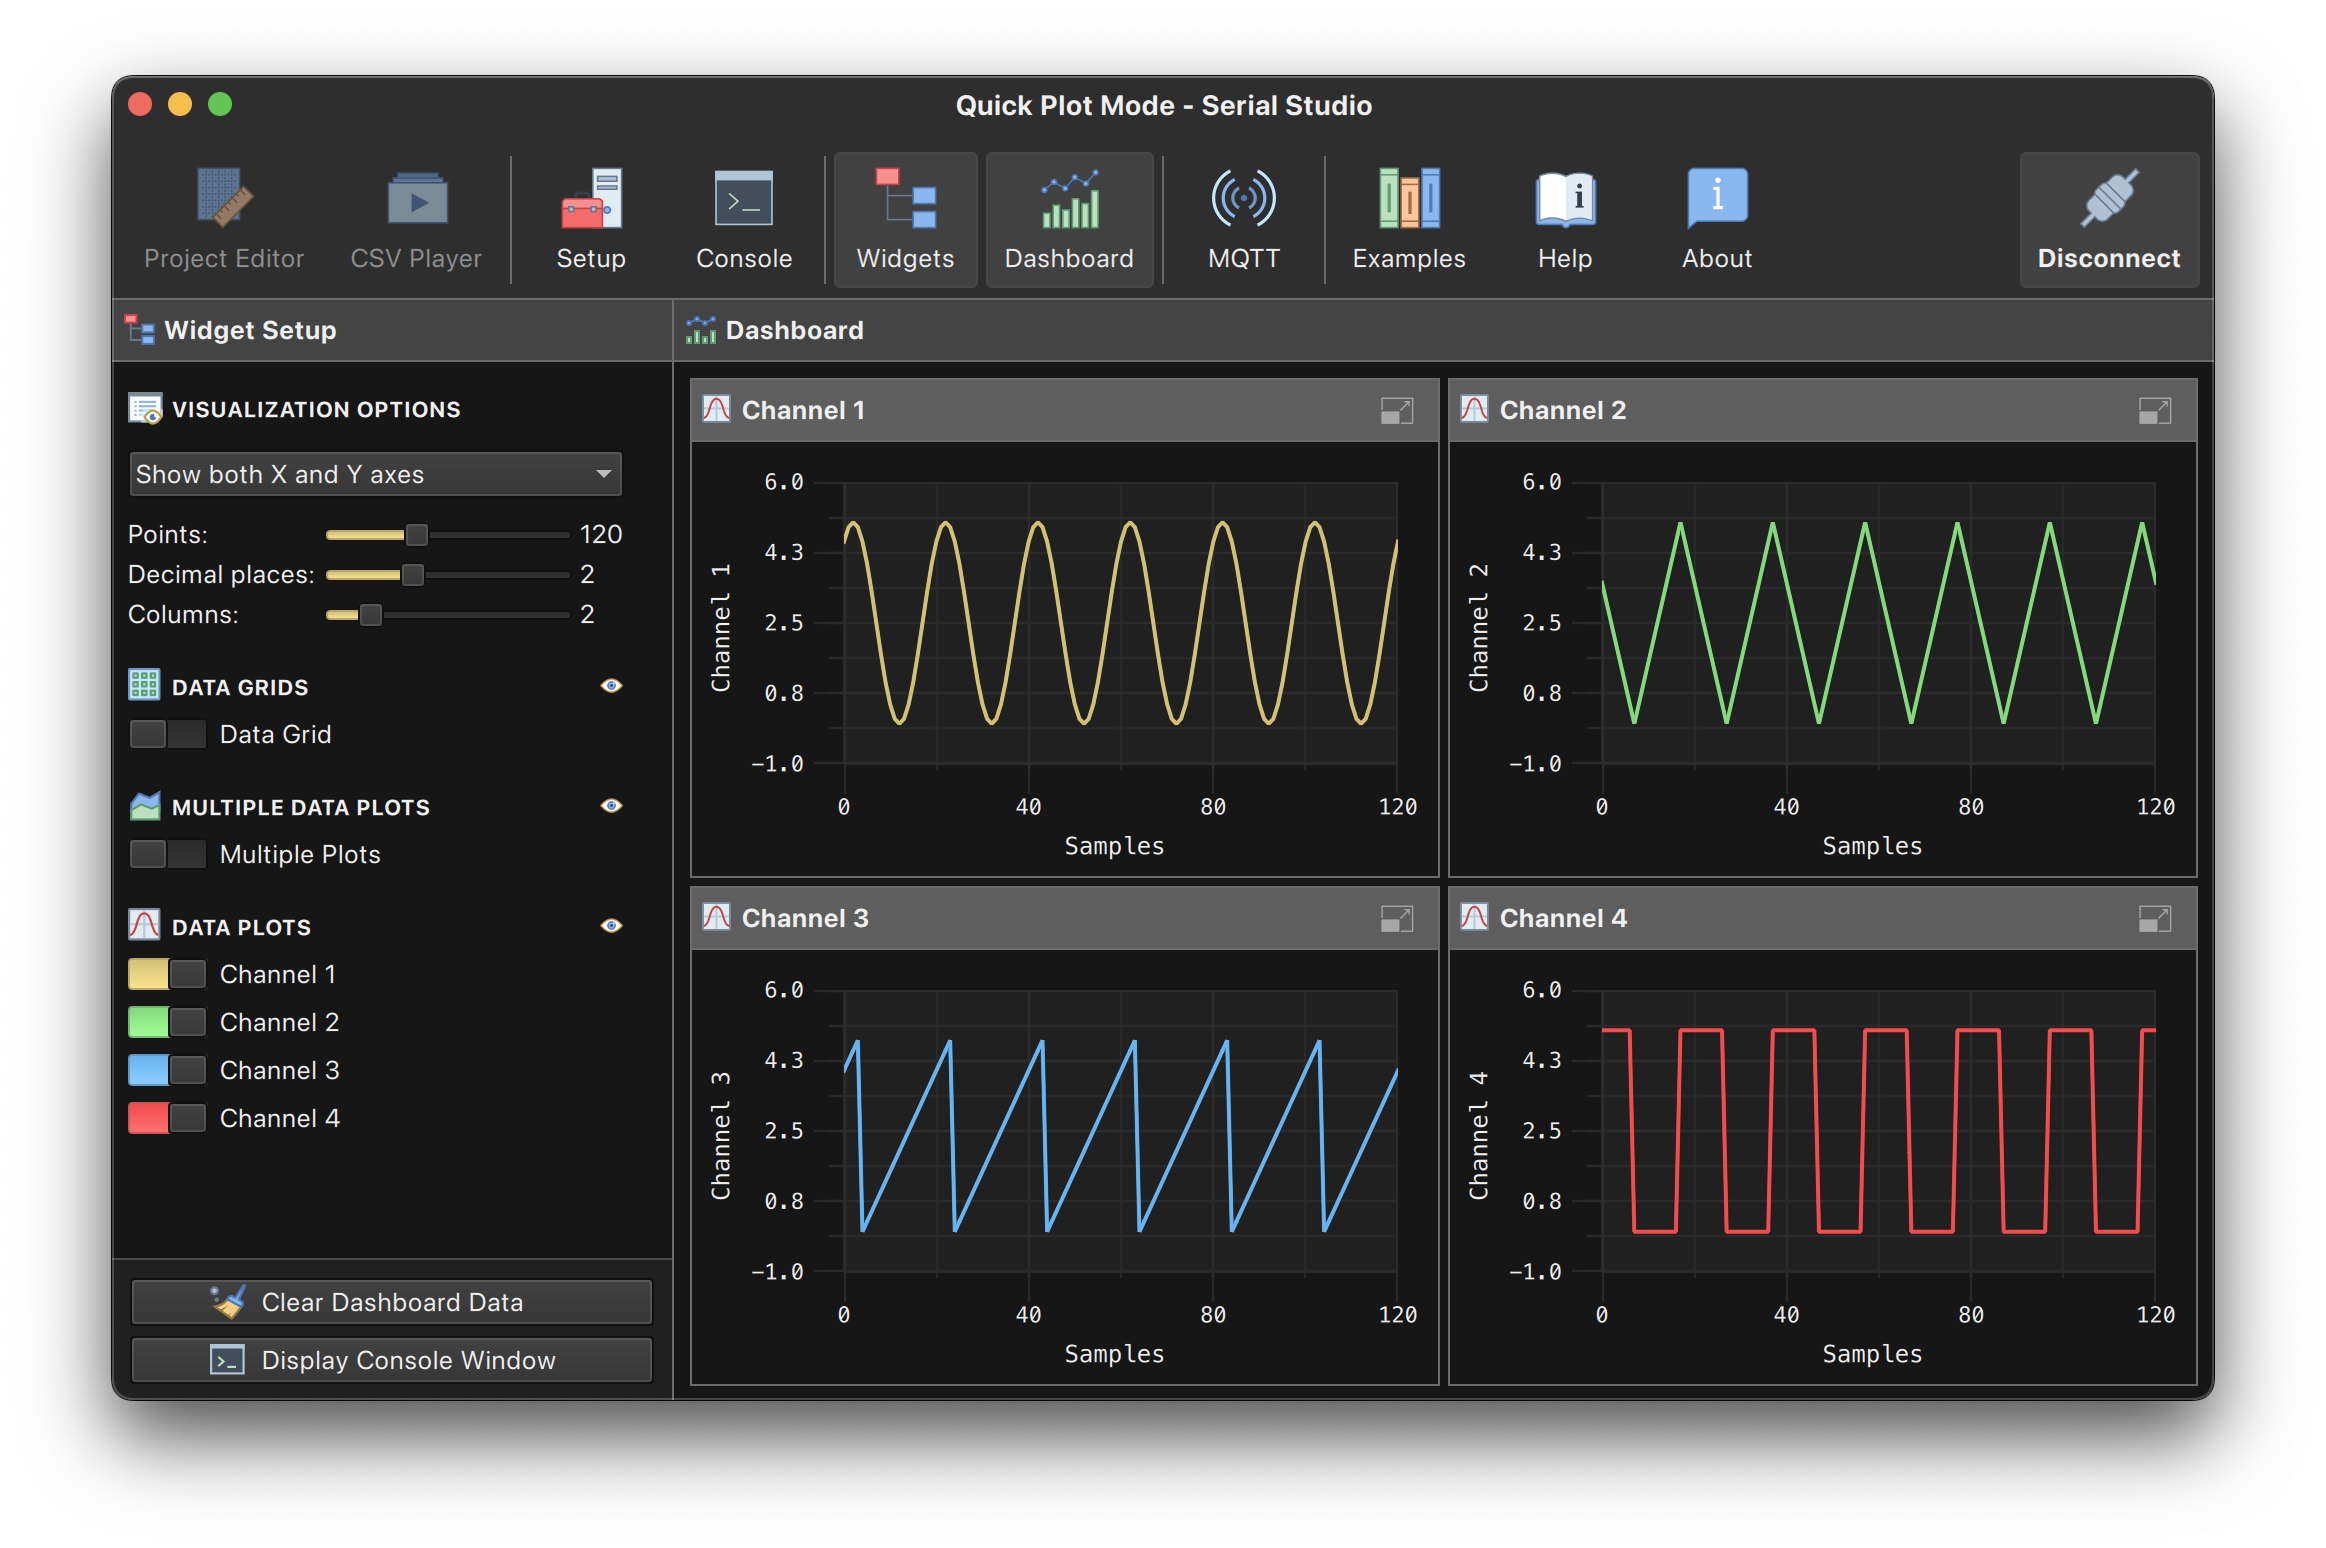 Quick Plot Mode - Serial Studio
Project Editor
CSV Player
Setup
Console
Widgets
Dashboard
MQTT
Examples
Help
About
Disconnect
Widget Setup
VISUALIZATION OPTIONS
Show both X and Y axes
Points: 120
Decimal places: 2
Columns: 2
DATA GRIDS
Data Grid
MULTIPLE DATA PLOTS
Multiple Plots
DATA PLOTS
Channel 1
Channel 2
Channel 3
Channel 4
Clear Dashboard Data
Display Console Window
Dashboard
Channel 1
Channel 1
6.0
4.3
2.5
0.8
−1.0
0 40 80 120
Samples
Channel 2
Channel 2
6.0
4.3
2.5
0.8
−1.0
0 40 80 120
Samples
Channel 3
Channel 3
6.0
4.3
2.5
0.8
−1.0
0 40 80 120
Samples
Channel 4
Channel 4
6.0
4.3
2.5
0.8
−1.0
0 40 80 120
Samples